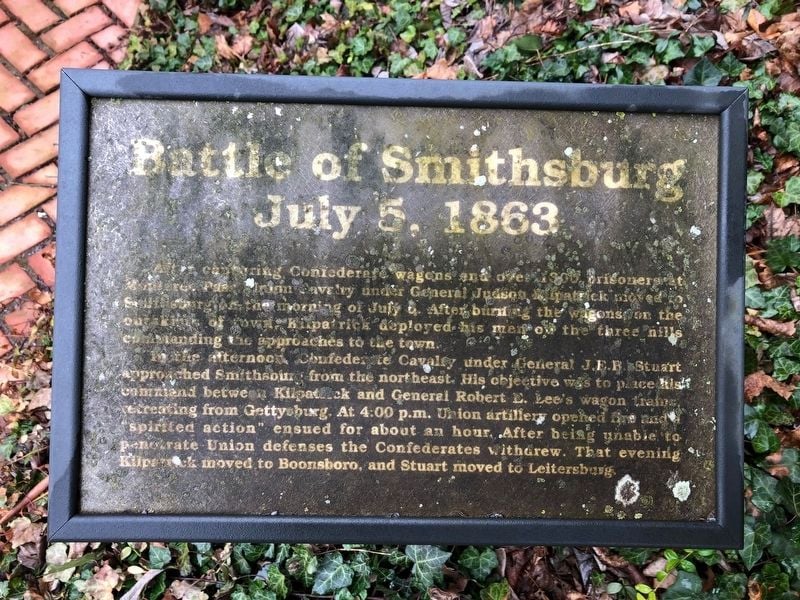 Battle of Smithsburg
July 5, 1863
After capturing Confederate wagons and over 1300 prisoners at
Monterey Pass, Union Cavalry under General Judson Kilpatrick moved to
Smithsburg on the morning of July 5. After burning the wagons on the
outskirts of town, Kilpatrick deployed his men on the three hills
commanding the approaches to the town.
In the afternoon, Confederate Cavalry under General J.E.B. Stuart
approached Smithsburg from the northeast. His objective was to place his
command between Kilpatrick and General Robert E. Lee's wagon trains,
retreating from Gettysburg. At 4:00 p.m. Union artillery opened fire and
"spirited action" ensued for about an hour. After being unable to
penetrate Union defenses the Confederates withdrew. That evening
Kilpatrick moved to Boonsboro, and Stuart moved to Leitersburg.